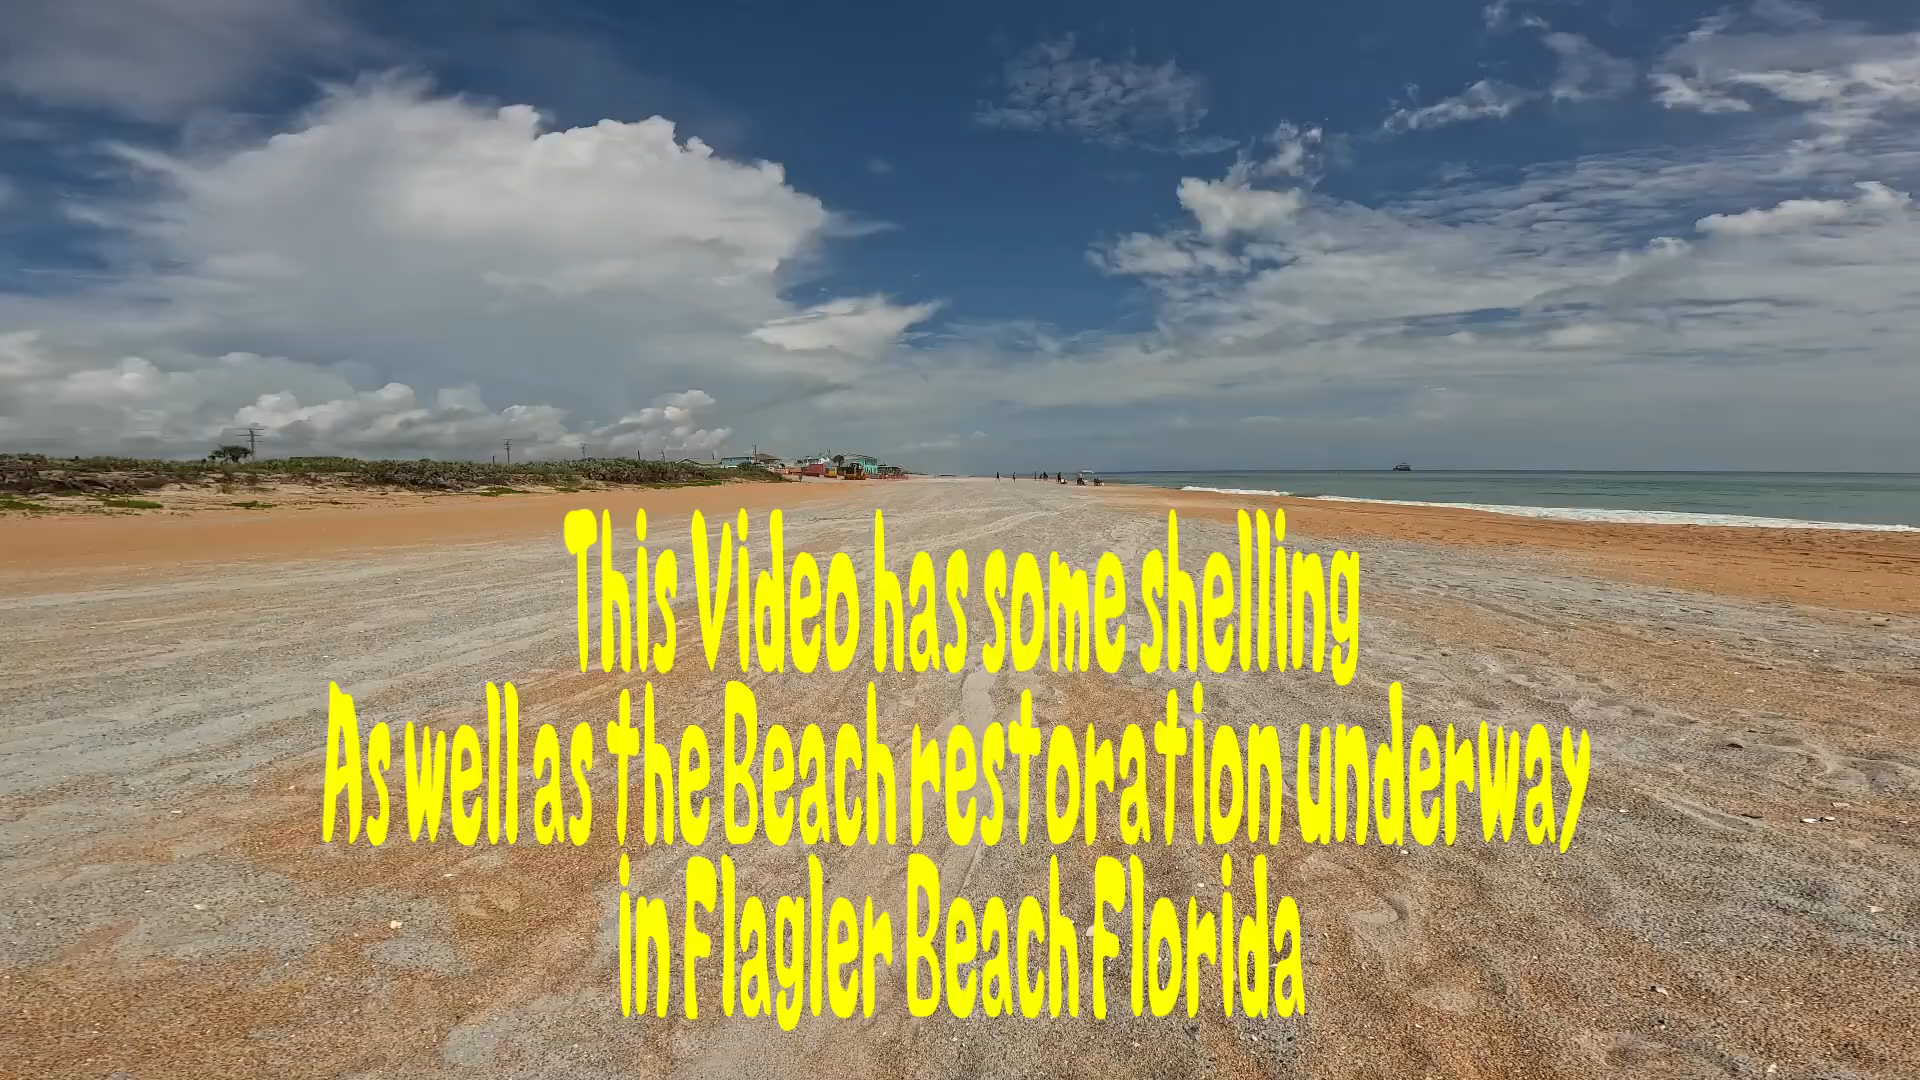 This Video has some shelling
As well as the Beach restoration underway
in Flagler Beach Florida